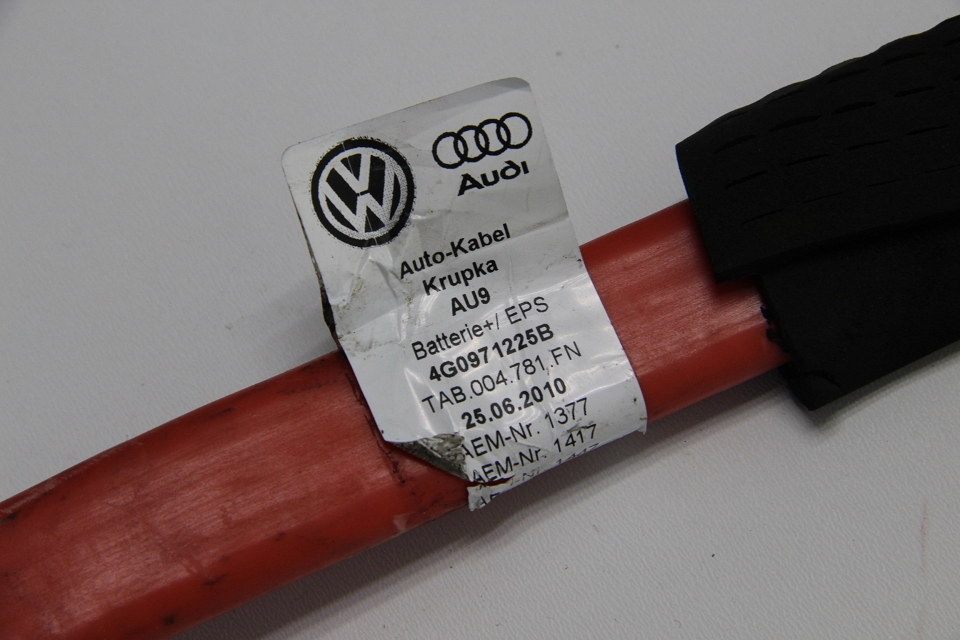 Audi
Auto-Kabel
Krupka
AU9
Batterie+/ EPS
4G0971225B
TAB.004.781.FN
25.06.2010
AEM-Nr. 1377
AEM-Nr. 1417